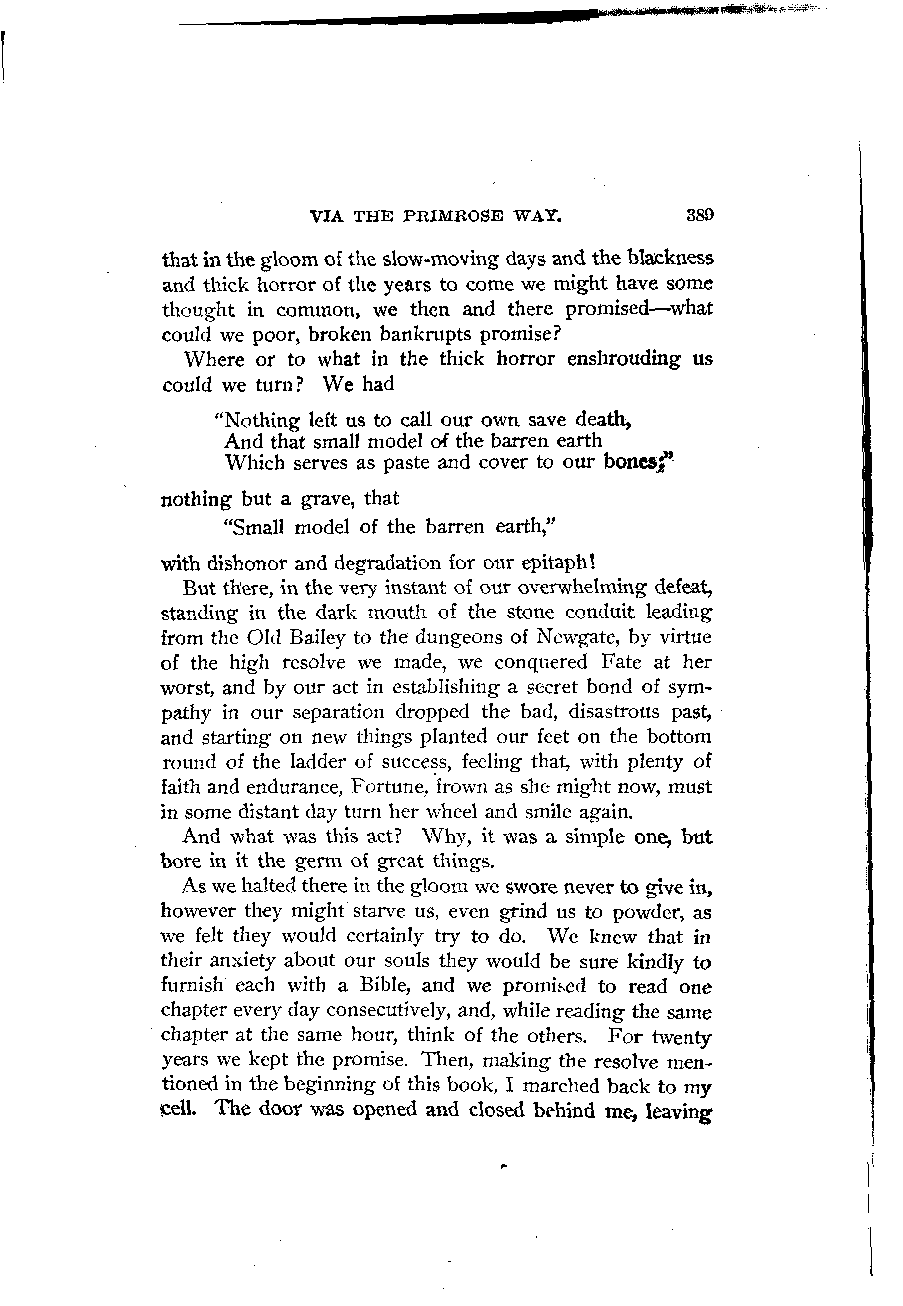 VIA THE PRIMROSE WAY. 389
that in the gloom of the slow-moving days and the blackness
and thick horror of the years to come we might have some
thought in common, we then and there promised—what
could we poor, broken bankrupts promise?
Where or to what in the thick horror enshrouding us
could we turn? We had
“Nothing left us to call our own save death,
And that small model of the barren earth
Which serves as paste and cover to our bones;”
nothing but a grave, that
“Small model of the barren earth,”
with dishonor and degradation for our epitaph!
But there, in the very instant of our overwhelming defeat,
standing in the dark mouth of the stone conduit leading
from the Old Bailey to the dungeons of Newgate, by virtue
of the high resolve we made, we conquered Fate at her
worst, and by our act in establishing a secret bond of sym-
pathy in our separation dropped the bad, disastrous past,
and starting on new things planted our feet on the bottom
round of the ladder of success, feeling that, with plenty of
faith and endurance, Fortune, frown as she might now, must
in some distant day turn her wheel and smile again.
And what was this act? Why, it was a simple one, but
bore in it the germ of great things.
As we halted there in the gloom we swore never to give in,
however they might starve us, even grind us to powder, as
we felt they would certainly try to do. We knew that in
their anxiety about our souls they would be sure kindly to
furnish each with a Bible, and we promised to read one
chapter every day consecutively, and, while reading the same
chapter at the same hour, think of the others. For twenty
years we kept the promise. Then, making the resolve men-
tioned in the beginning of this book, I marched back to my
cell. The door was opened and closed behind me, leaving